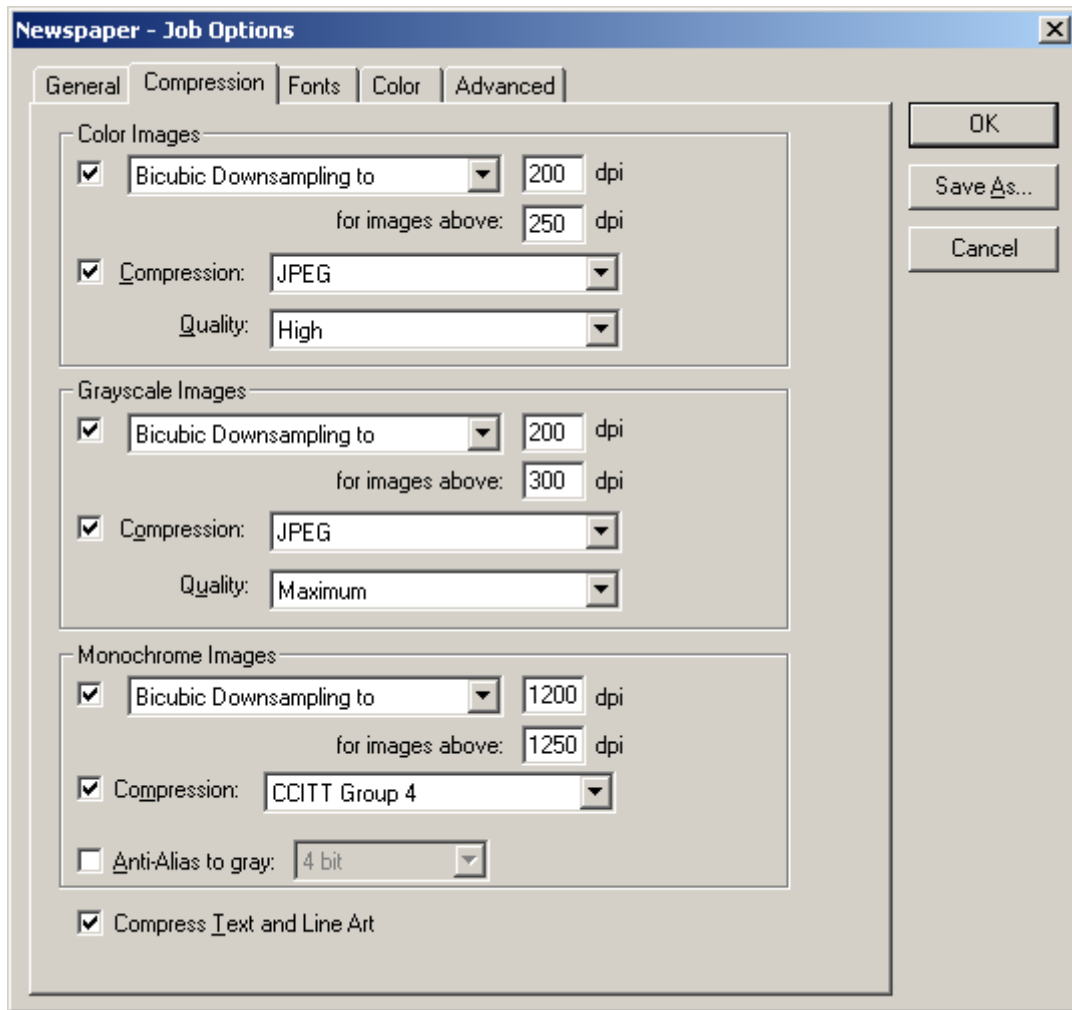 Newspaper - Job Options
General Compression Fonts Color Advanced
OK
Save As...
Cancel
Color Images
Bicubic Downsampling to 200 dpi
for images above: 250 dpi
Compression: JPEG
Quality: High
Grayscale Images
Bicubic Downsampling to 200 dpi
for images above: 300 dpi
Compression: JPEG
Quality: Maximum
Monochrome Images
Bicubic Downsampling to 1200 dpi
for images above: 1250 dpi
Compression: CCITT Group 4
Anti-Alias to gray: 4 bit
Compress Text and Line Art